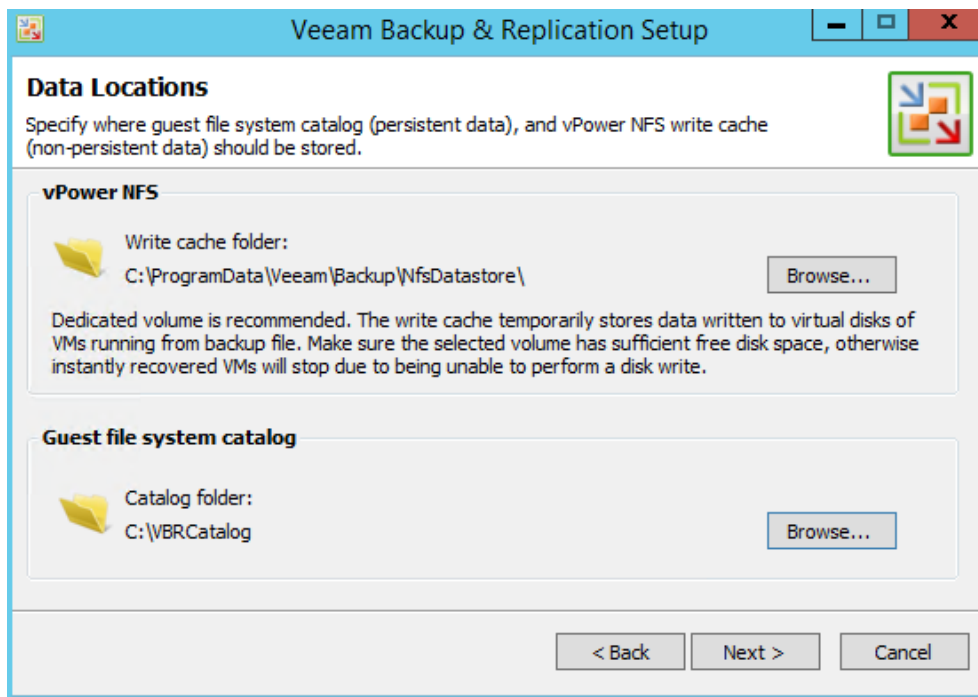 Veeam Backup & Replication Setup
Data Locations
Specify where guest file system catalog (persistent data), and vPower NFS write cache
(non-persistent data) should be stored.
vPower NFS
Write cache folder:
C:\ProgramData\Veeam\Backup\NfsDatastore\
Browse...
Dedicated volume is recommended. The write cache temporarily stores data written to virtual disks of
VMs running from backup file. Make sure the selected volume has sufficient free disk space, otherwise
instantly recovered VMs will stop due to being unable to perform a disk write.
Guest file system catalog
Catalog folder:
C:\VBRCatalog
Browse...
< Back
Next >
Cancel